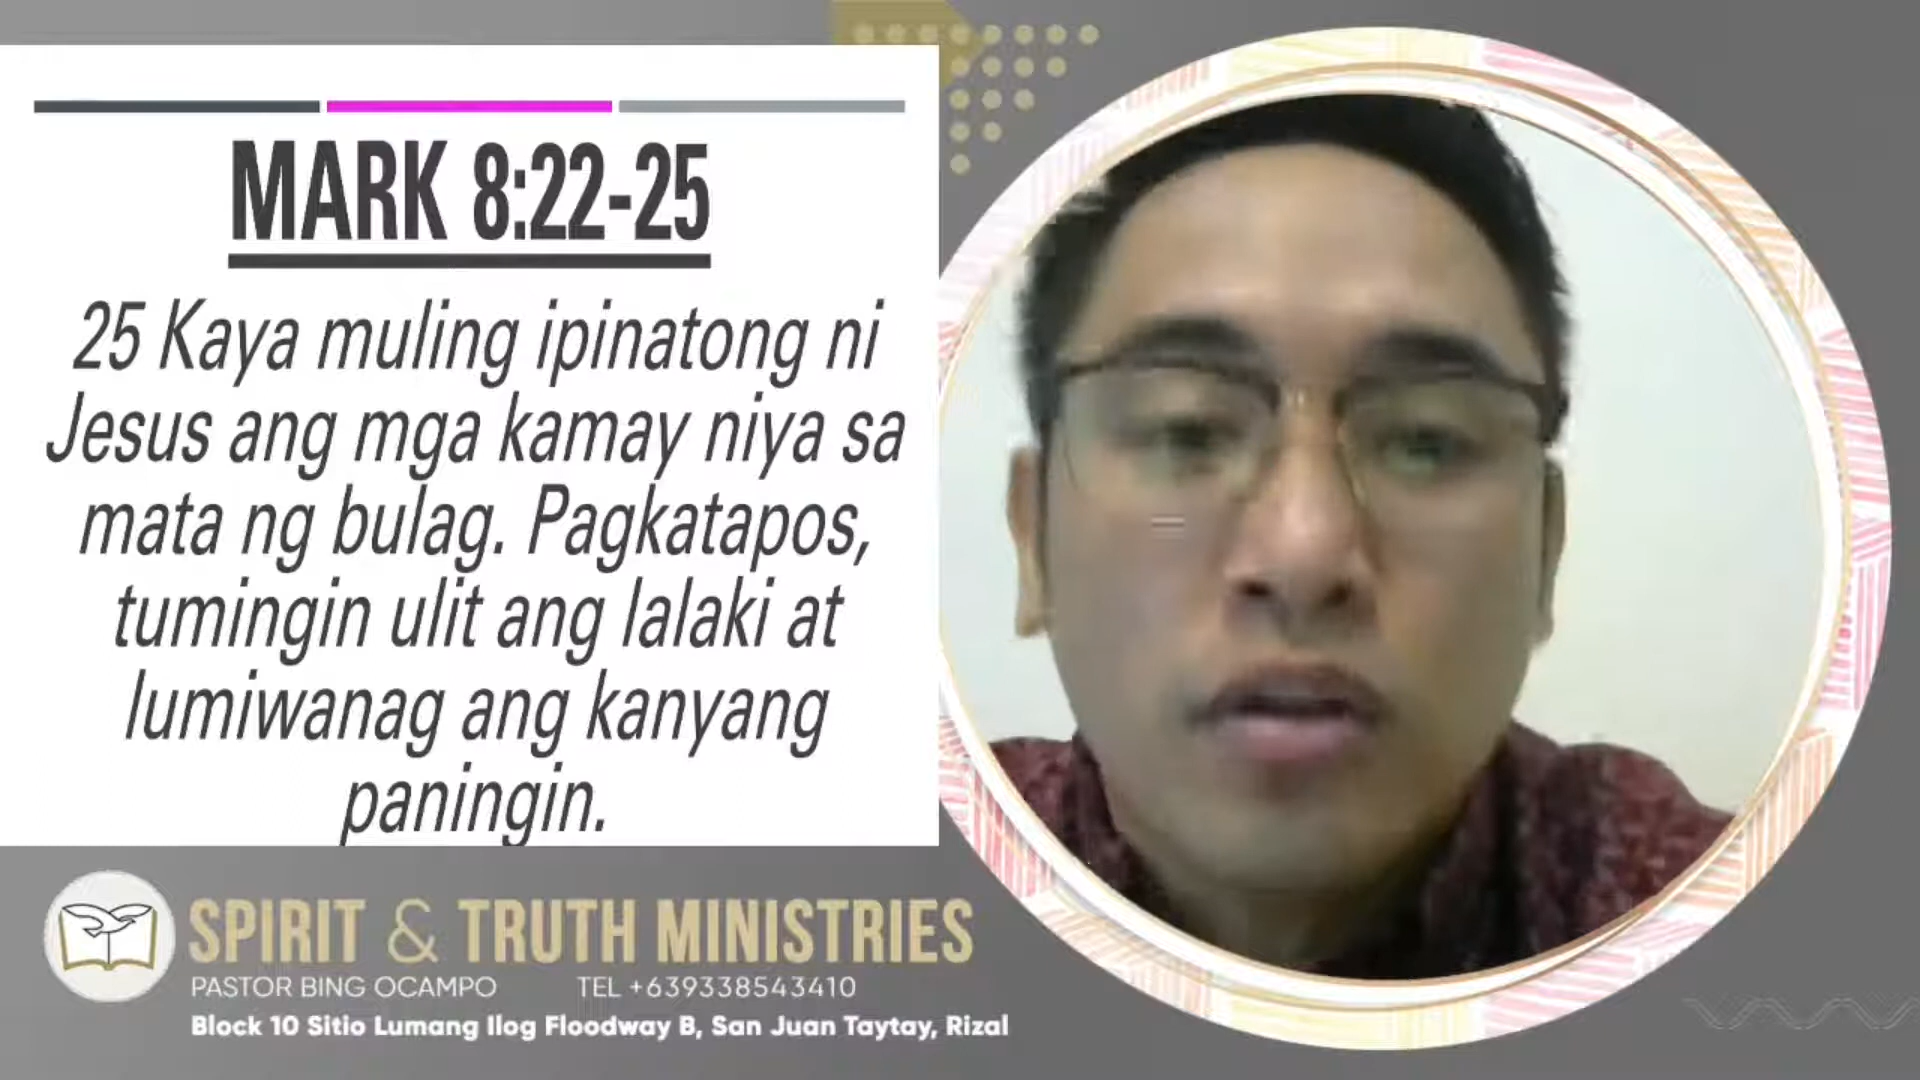 MARK 8:22-25
25 Kaya muling ipinatong ni
Jesus ang mga kamay niya sa
mata ng bulag. Pagkatapos,
tumingin ulit ang lalaki at
lumiwanag ang kanyang
paningin.
SPIRIT & TRUTH MINISTRIES
PASTOR BING OCAMPO TEL +639338543410
Block 10 Sitio Lumang Ilog Floodway B, San Juan Taytay, Rizal